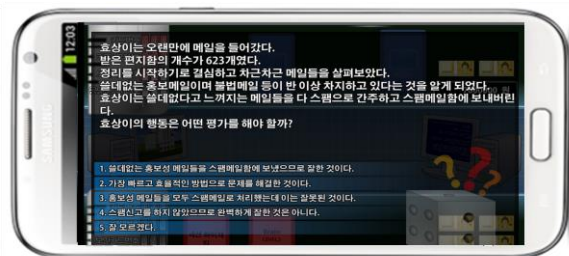 12:03
SAMSUNG
효상이는 오랜만에 메일을 들어갔다.
받은 편지함의 개수가 623개였다.
정리를 시작하기로 결심하고 차근차근 메일들을 살펴보았다.
쓸데없는 홍보메일이며 불법메일 등이 반 이상 차지하고 있다는 것을 알게 되었다.
효상이는 쓸데없다고 느껴지는 메일들을 다 스팸으로 간주하고 스팸메일함에 보내버린
다.
효상이의 행동은 어떤 평가를 해야 할까?
1. 쓸데없는 홍보성 메일들을 스팸메일함에 보냈으므로 잘한 것이다.
2. 가장 빠르고 효율적인 방법으로 문제를 해결한 것이다.
3. 홍보성 메일들을 모두 스팸메일로 처리했는데 이는 잘못된 것이다.
4. 스팸신고를 하지 않았으므로 완벽하게 잘한 것은 아니다.
5. 잘 모르겠다.